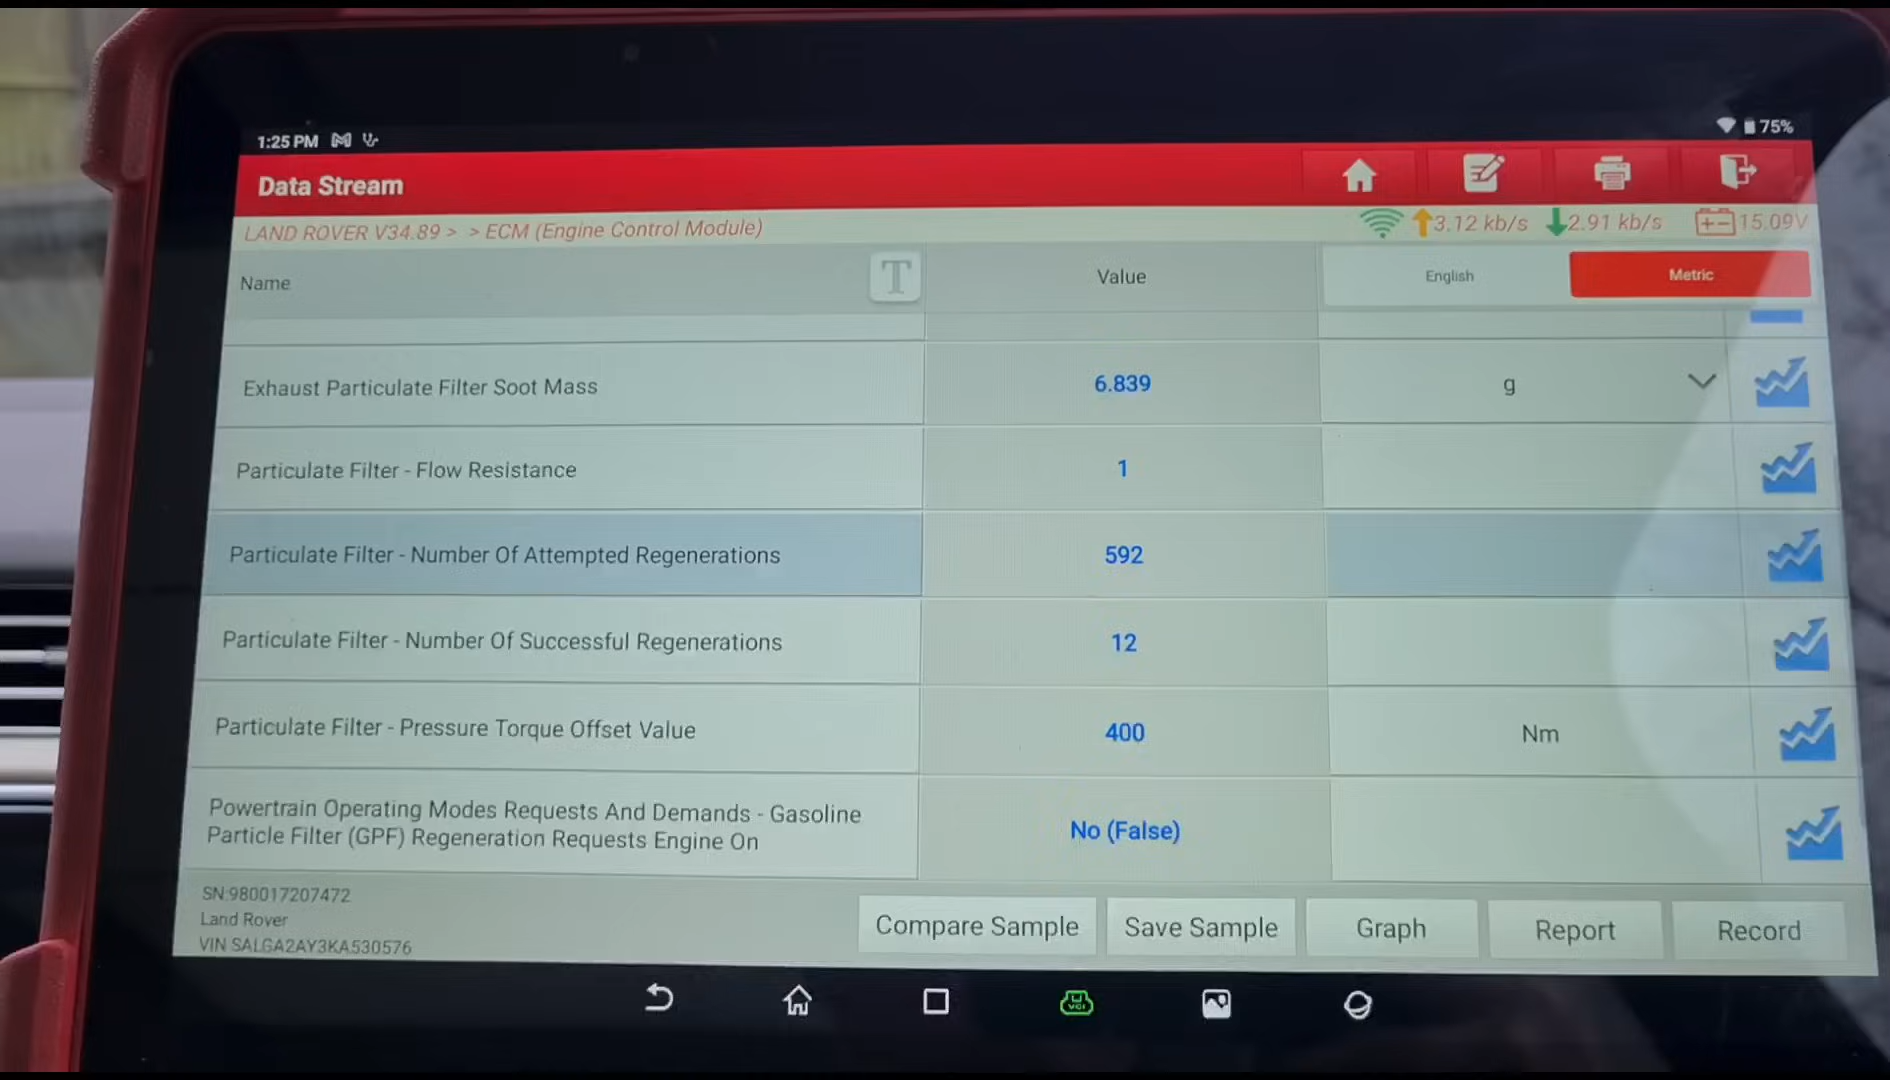 1:25 PM
75%
Data Stream
LAND ROVER V34.89 > > ECM (Engine Control Module)
3.12 kb/s
2.91 kb/s
15.09V
Name
T
Value
English
Metric
Exhaust Particulate Filter Soot Mass
6.839
g
Particulate Filter - Flow Resistance
1
Particulate Filter - Number Of Attempted Regenerations
592
Particulate Filter - Number Of Successful Regenerations
12
Particulate Filter - Pressure Torque Offset Value
400
Nm
Powertrain Operating Modes Requests And Demands - Gasoline
Particle Filter (GPF) Regeneration Requests Engine On
No (False)
SN:980017207472
Land Rover
VIN SALGA2AY3KA530576
Compare Sample
Save Sample
Graph
Report
Record
VCI